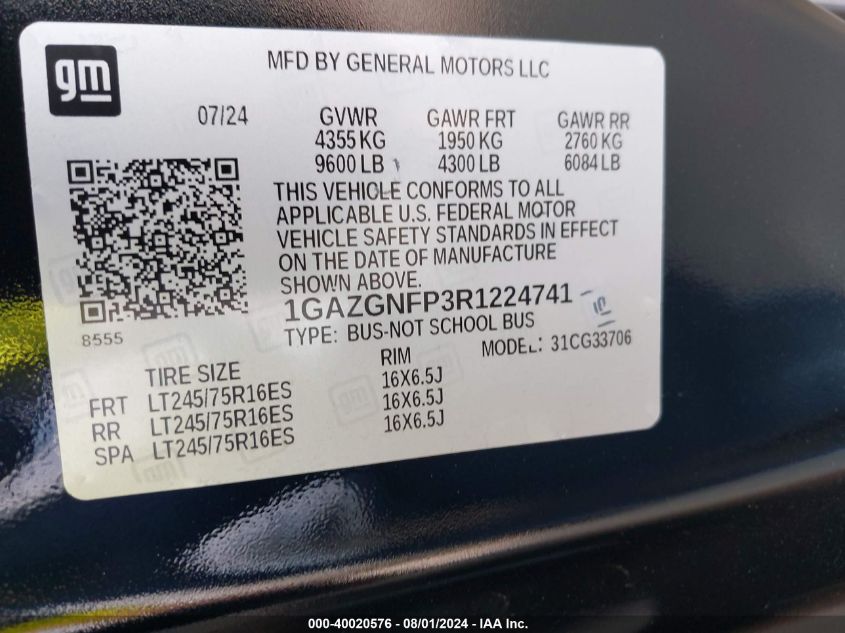 gm
MFD BY GENERAL MOTORS LLC
07/24
GVWR GAWR FRT GAWR RR
4355 KG 1950 KG 2760 KG
9600 LB 4300 LB 6084 LB
THIS VEHICLE CONFORMS TO ALL
APPLICABLE U.S. FEDERAL MOTOR
VEHICLE SAFETY STANDARDS IN EFFECT
ON THE DATE OF MANUFACTURE
SHOWN ABOVE.
1GAZGNFP3R1224741
8555
TYPE: BUS-NOT SCHOOL BUS
MODEL: 31CG33706
TIRE SIZE RIM
FRT LT245/75R16ES 16X6.5J
RR LT245/75R16ES 16X6.5J
SPA LT245/75R16ES 16X6.5J
000-40020576 - 08/01/2024 - IAA Inc.